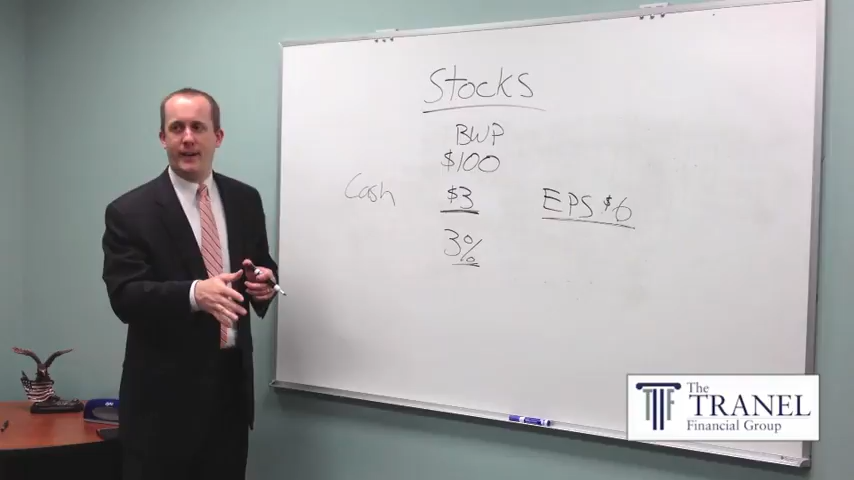 Stocks
BWP
$100
Cash $3 EPS $6
3%
The
TRANEL
Financial Group